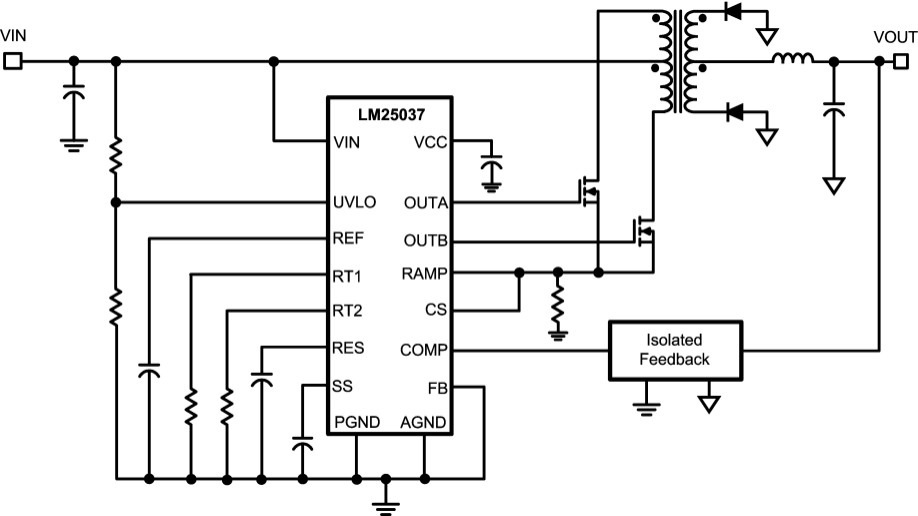 VIN
VOUT
LM25037
VIN
VCC
UVLO
OUTA
REF
OUTB
RT1
RAMP
RT2
CS
RES
COMP
SS
FB
PGND
AGND
Isolated
Feedback